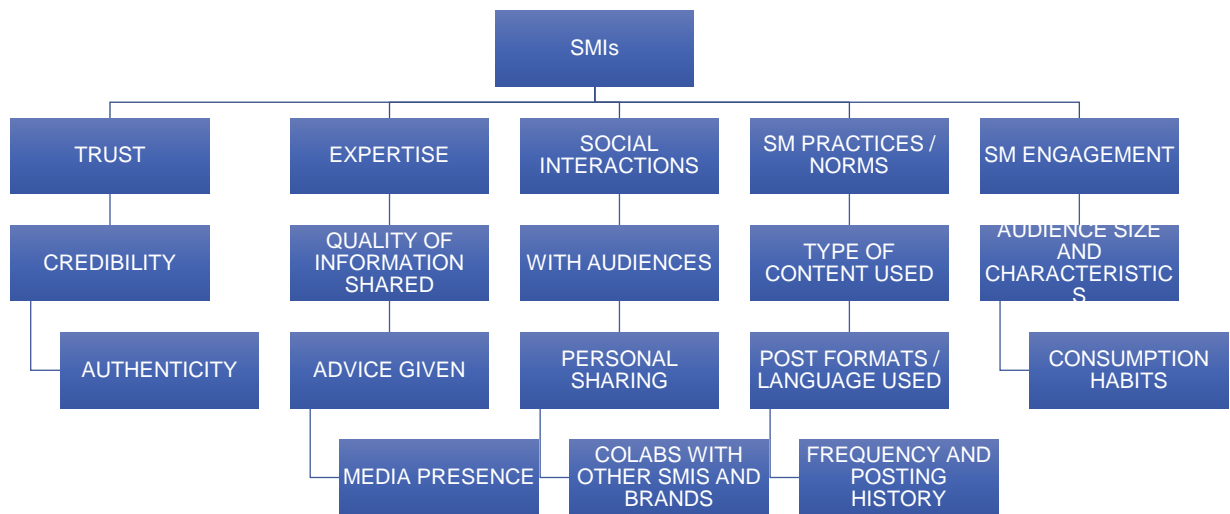 SMIs
TRUST
EXPERTISE
SOCIAL
INTERACTIONS
SM PRACTICES /
NORMS
SM ENGAGEMENT
CREDIBILITY
QUALITY OF
INFORMATION
SHARED
WITH AUDIENCES
TYPE OF
CONTENT USED
AUDIENCE SIZE
AND
CHARACTERISTIC
S
AUTHENTICITY
ADVICE GIVEN
PERSONAL
SHARING
POST FORMATS /
LANGUAGE USED
CONSUMPTION
HABITS
MEDIA PRESENCE
COLABS WITH
OTHER SMIS AND
BRANDS
FREQUENCY AND
POSTING
HISTORY